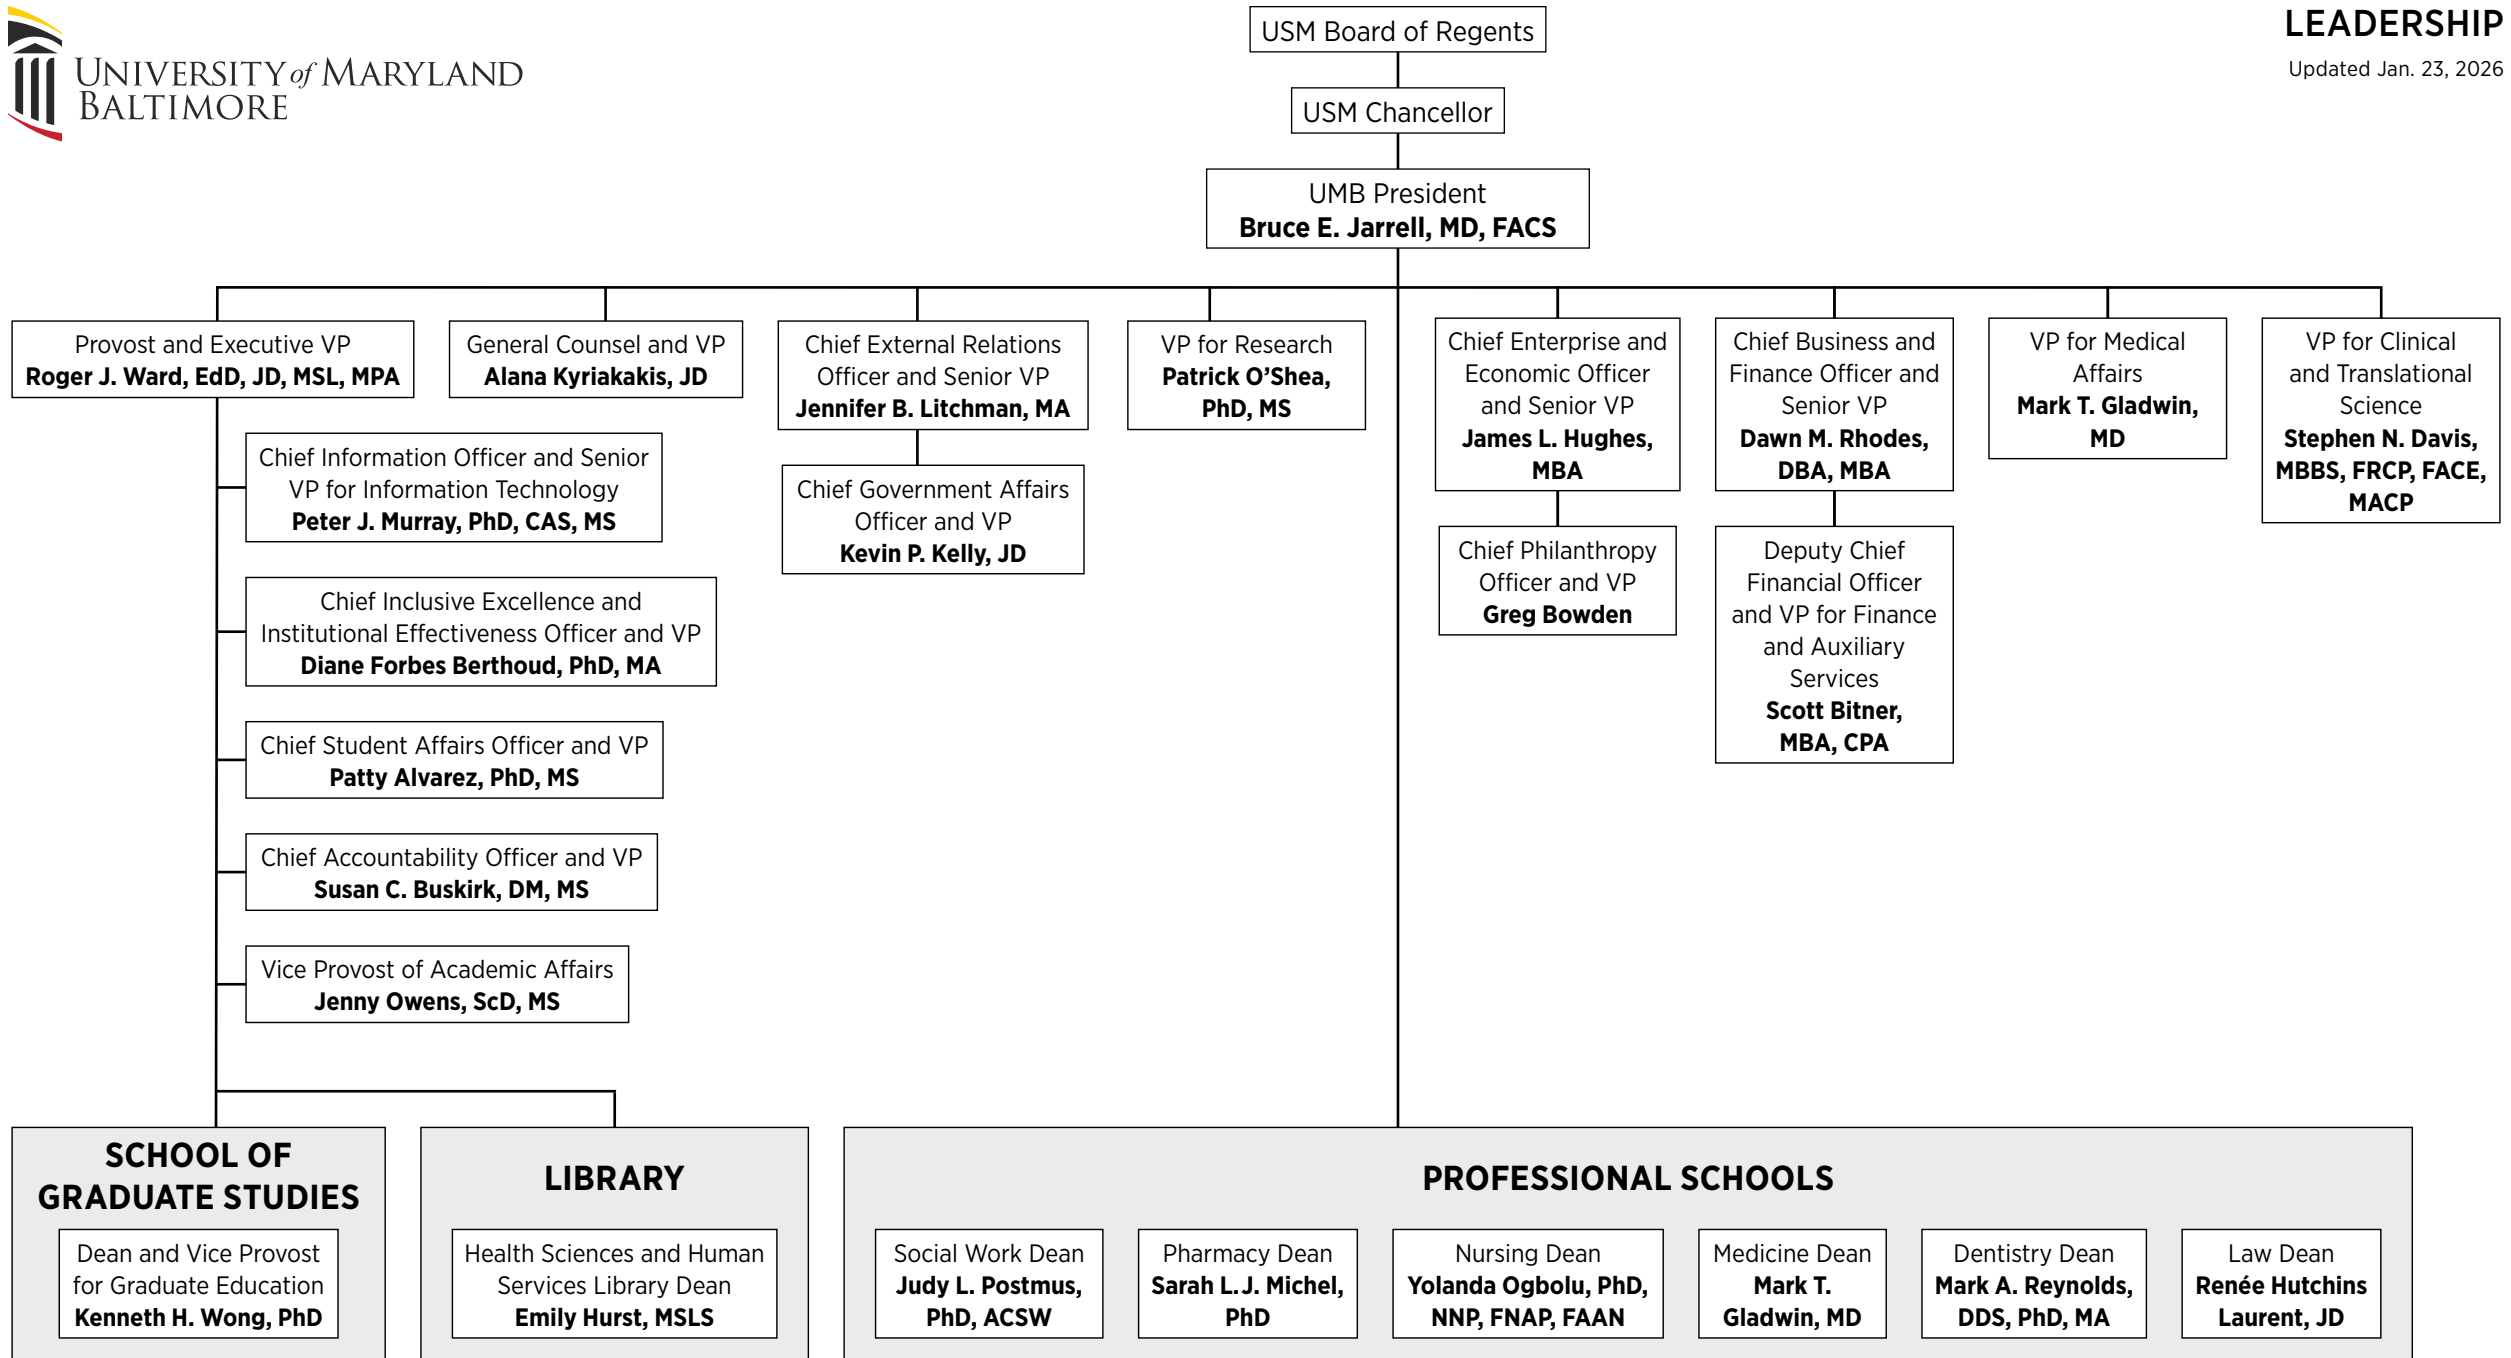 UNIVERSITY of MARYLAND
BALTIMORE
LEADERSHIP
Updated Jan. 23, 2026
USM Board of Regents
USM Chancellor
UMB President
Bruce E. Jarrell, MD, FACS
Provost and Executive VP
Roger J. Ward, EdD, JD, MSL, MPA
General Counsel and VP
Alana Kyriakakis, JD
Chief External Relations
Officer and Senior VP
Jennifer B. Litchman, MA
VP for Research
Patrick O'Shea,
PhD, MS
Chief Enterprise and
Economic Officer
and Senior VP
James L. Hughes,
MBA
Chief Business and
Finance Officer and
Senior VP
Dawn M. Rhodes,
DBA, MBA
VP for Medical
Affairs
Mark T. Gladwin,
MD
VP for Clinical
and Translational
Science
Stephen N. Davis,
MBBS, FRCP, FACE,
MACP
Chief Information Officer and Senior
VP for Information Technology
Peter J. Murray, PhD, CAS, MS
Chief Government Affairs
Officer and VP
Kevin P. Kelly, JD
Chief Philanthropy
Officer and VP
Greg Bowden
Deputy Chief
Financial Officer
and VP for Finance
and Auxiliary
Services
Scott Bitner,
MBA, CPA
Chief Inclusive Excellence and
Institutional Effectiveness Officer and VP
Diane Forbes Berthoud, PhD, MA
Chief Student Affairs Officer and VP
Patty Alvarez, PhD, MS
Chief Accountability Officer and VP
Susan C. Buskirk, DM, MS
Vice Provost of Academic Affairs
Jenny Owens, ScD, MS
SCHOOL OF
GRADUATE STUDIES
Dean and Vice Provost
for Graduate Education
Kenneth H. Wong, PhD
LIBRARY
Health Sciences and Human
Services Library Dean
Emily Hurst, MSLS
PROFESSIONAL SCHOOLS
Social Work Dean
Judy L. Postmus,
PhD, ACSW
Pharmacy Dean
Sarah L.J. Michel,
PhD
Nursing Dean
Yolanda Ogbolu, PhD,
NNP, FNAP, FAAN
Medicine Dean
Mark T.
Gladwin, MD
Dentistry Dean
Mark A. Reynolds,
DDS, PhD, MA
Law Dean
Renée Hutchins
Laurent, JD